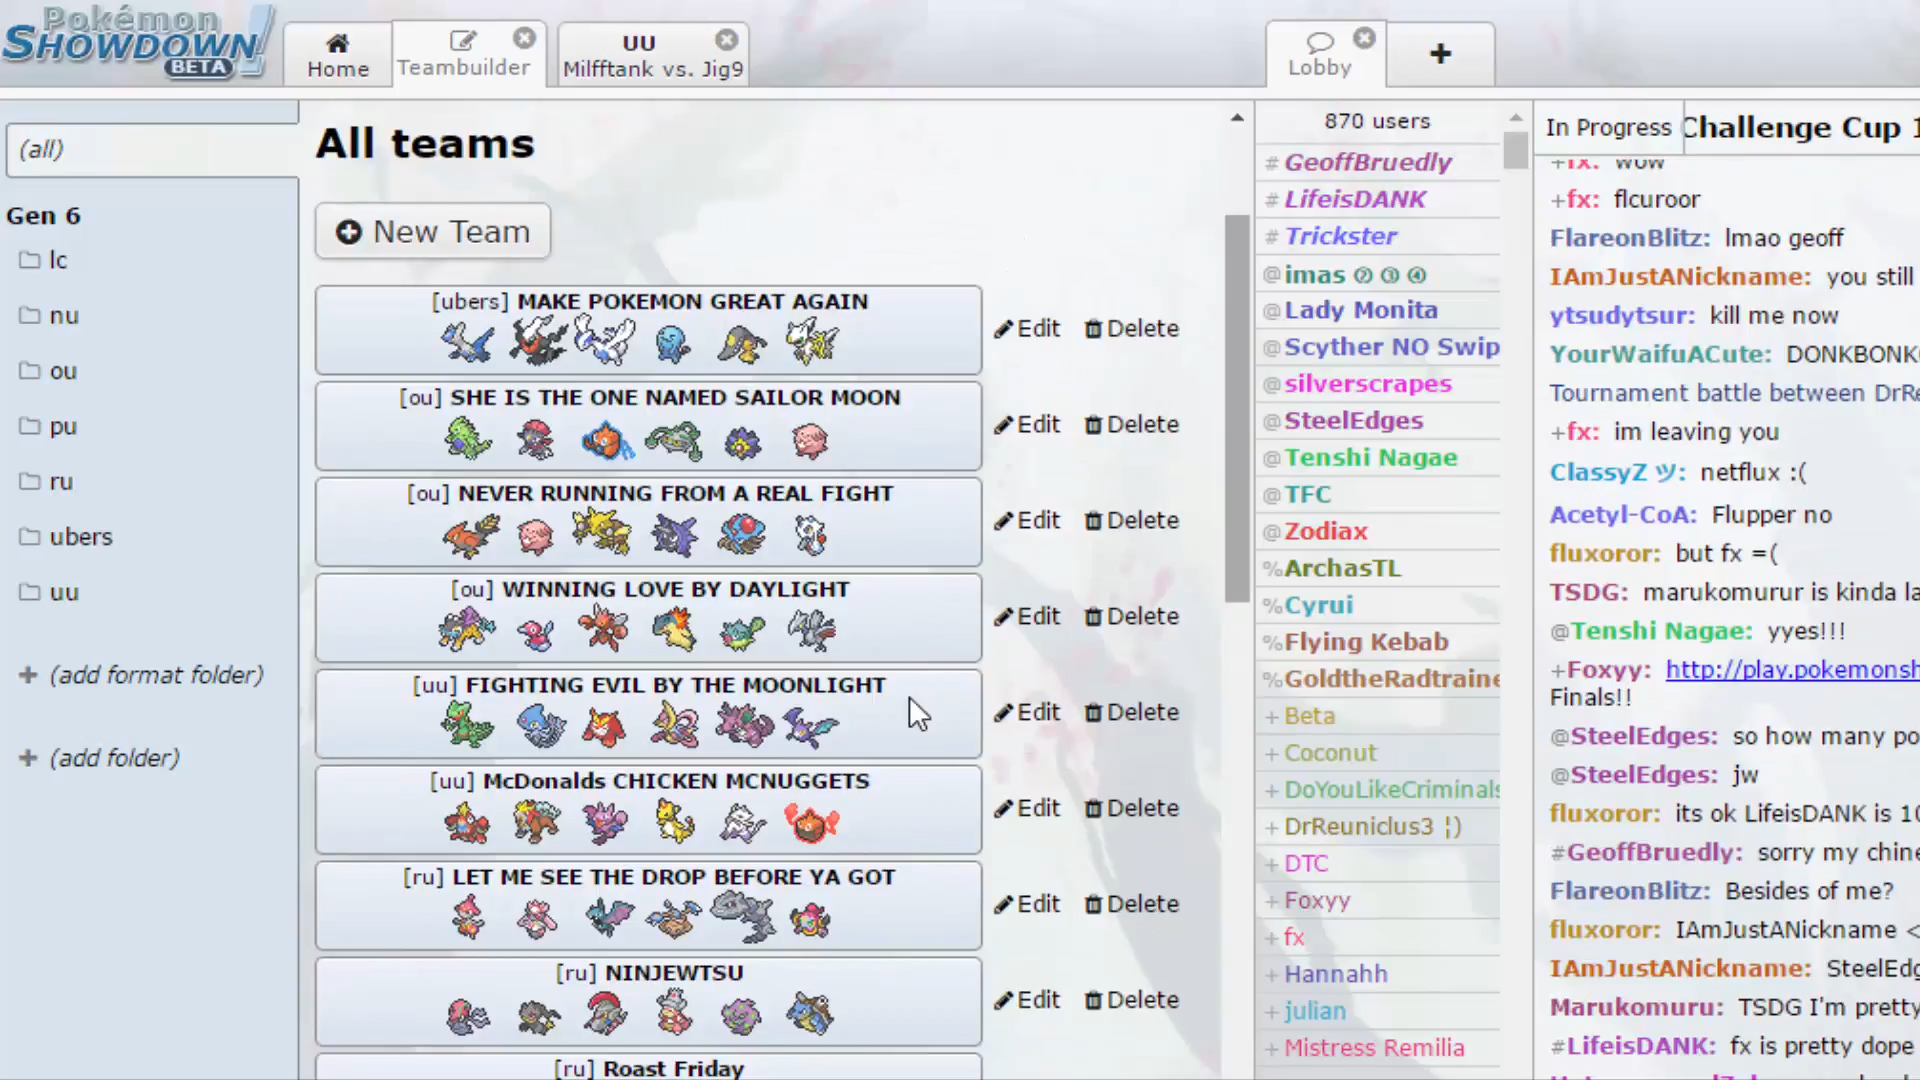 Pokémon
SHOWDOWN!
BETA
Home
Teambuilder
UU
Milfftank vs. Jig9
Lobby
(all)
Gen 6
lc
nu
ou
pu
ru
ubers
uu
(add format folder)
(add folder)
All teams
New Team
[ubers] MAKE POKEMON GREAT AGAIN
Edit Delete
[ou] SHE IS THE ONE NAMED SAILOR MOON
Edit Delete
[ou] NEVER RUNNING FROM A REAL FIGHT
Edit Delete
[ou] WINNING LOVE BY DAYLIGHT
Edit Delete
[uu] FIGHTING EVIL BY THE MOONLIGHT
Edit Delete
[uu] McDonalds CHICKEN MCNUGGETS
Edit Delete
[ru] LET ME SEE THE DROP BEFORE YA GOT
Edit Delete
[ru] NINJEWTSU
Edit Delete
[ru] Roast Friday
870 users
#GeoffBruedly
#LifeisDANK
#Trickster
@imas ② ③ ④
@Lady Monita
@Scyther NO Swip
@silverscrapes
@SteelEdges
@Tenshi Nagae
@TFC
@Zodiax
%ArchasTL
%Cyrui
%Flying Kebab
%GoldtheRadtraine
+Beta
+Coconut
DoYouLikeCriminals
+DrReuniclus3 ¦)
+DTC
+Foxyy
+fx
+Hannahh
+julian
+Mistress Remilia
In Progress Challenge Cup 1
+fx: wow
+fx: flcuroor
FlareonBlitz: lmao geoff
IAmJustANickname: you still
ytsudytsur: kill me now
YourWaifuACute: DONKBONK
Tournament battle between DrRe
+fx: im leaving you
ClassyZ ツ: netflux :(
Acetyl-CoA: Flupper no
fluxoror: but fx =(
TSDG: marukomurur is kinda la
@Tenshi Nagae: yyes!!!
+Foxyy: http://play.pokemonsh
Finals!!
@SteelEdges: so how many po
@SteelEdges: jw
fluxoror: its ok LifeisDANK is 10
#GeoffBruedly: sorry my chine
FlareonBlitz: Besides of me?
fluxoror: IAmJustANickname <
IAmJustANickname: SteelEdg
Marukomuru: TSDG I'm pretty
#LifeisDANK: fx is pretty dope